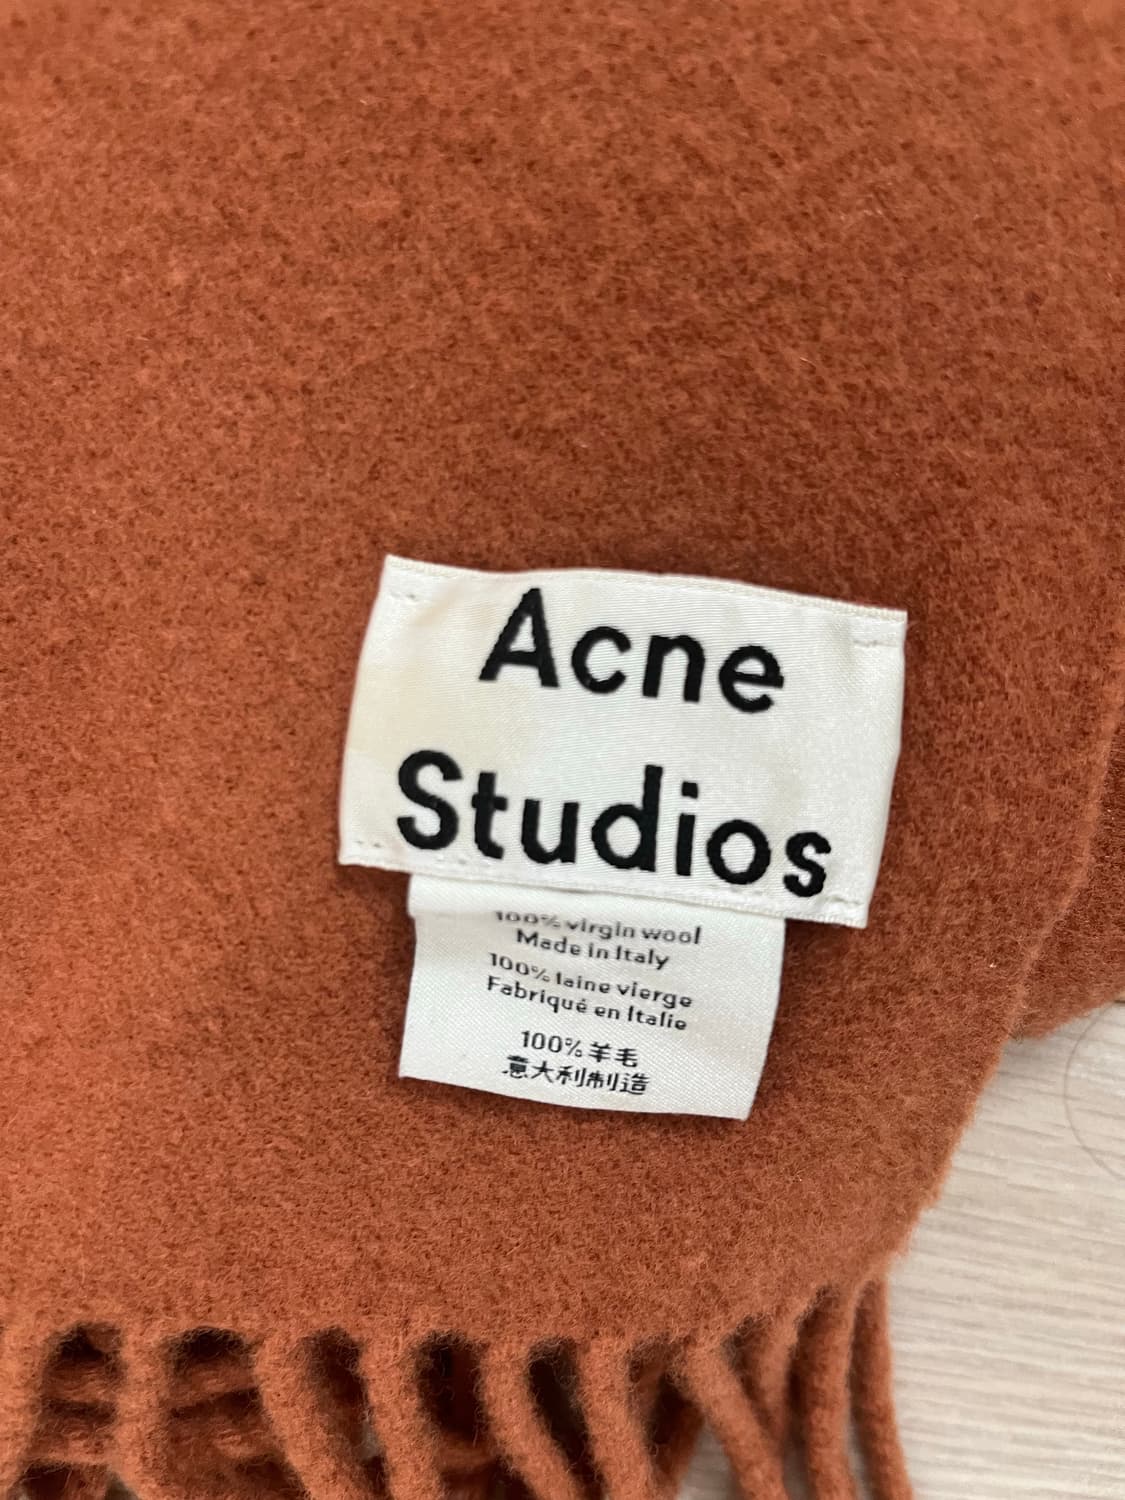 Acne
Studios
100% virgin wool
Made in Italy
100% laine vierge
Fabriqué en Italie
100%羊毛
意大利制造